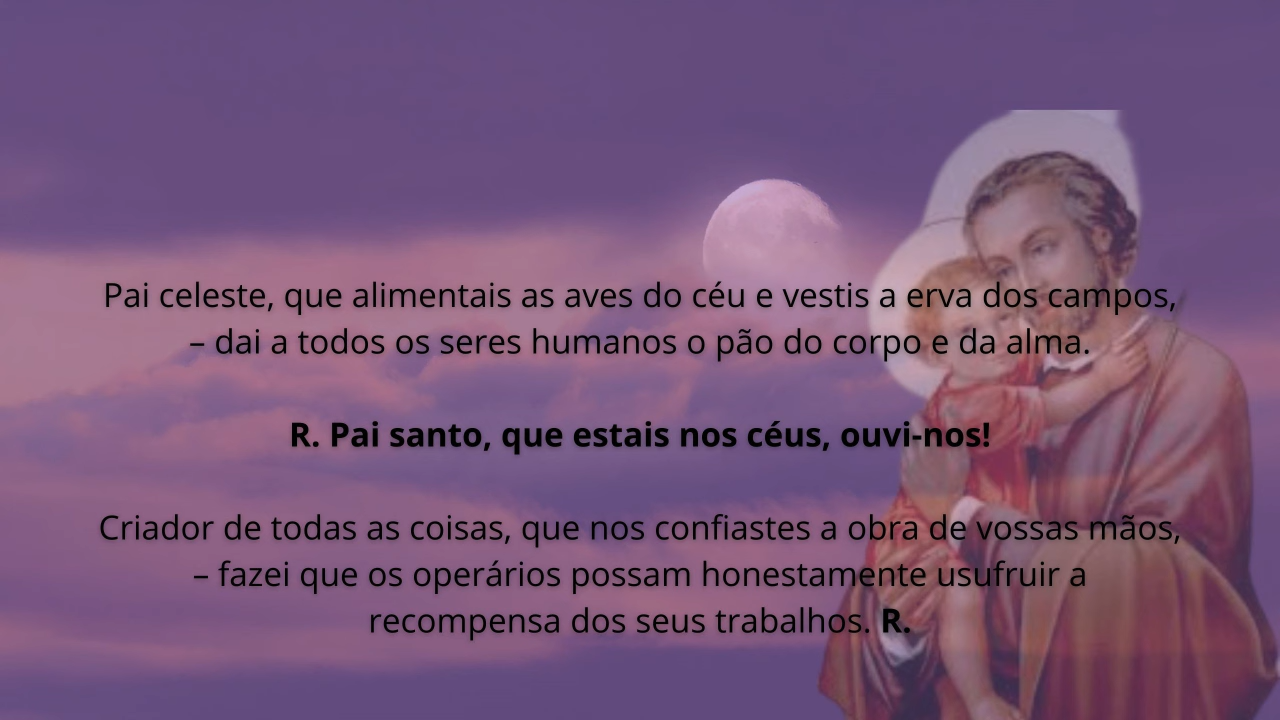 Pai celeste, que alimentais as aves do céu e vestis a erva dos campos,
– dai a todos os seres humanos o pão do corpo e da alma.
R. Pai santo, que estais nos céus, ouvi-nos!
Criador de todas as coisas, que nos confiastes a obra de vossas mãos,
– fazei que os operários possam honestamente usufruir a
recompensa dos seus trabalhos. R.